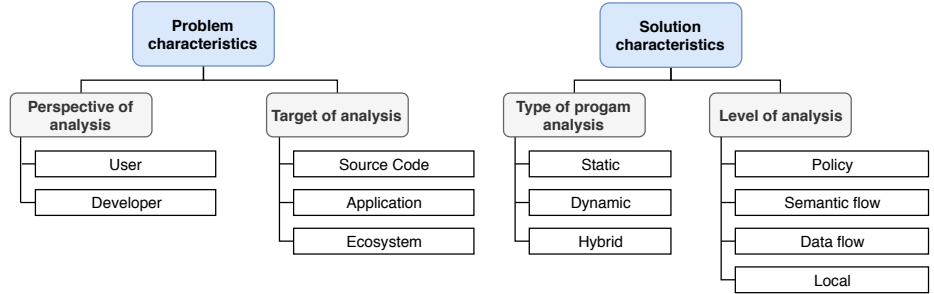 Problem
characteristics
Perspective of
analysis
User
Developer
Target of analysis
Source Code
Application
Ecosystem
Solution
characteristics
Type of progam
analysis
Static
Dynamic
Hybrid
Level of analysis
Policy
Semantic flow
Data flow
Local